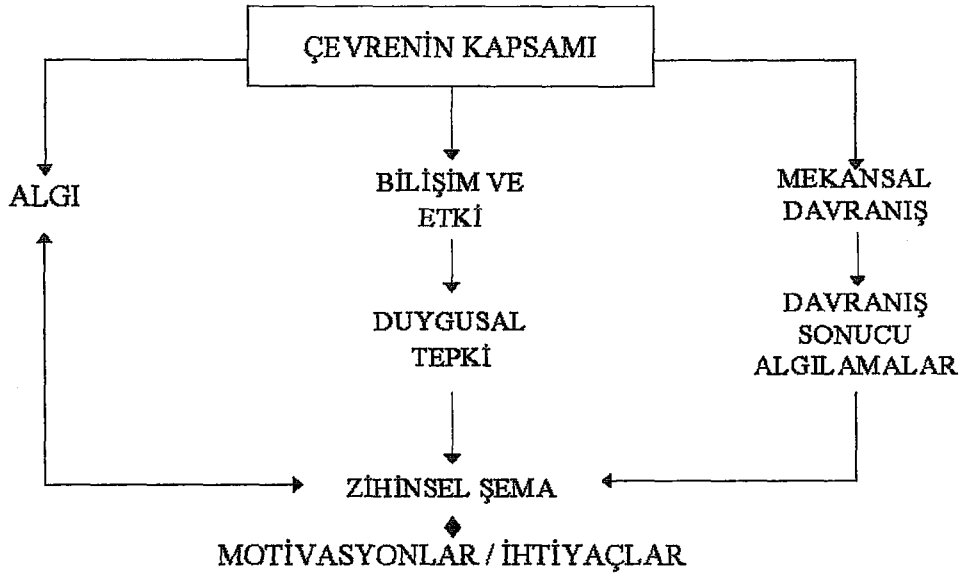 ÇEVRENİN KAPSAMI
ALGI
BİLİŞİM VE
ETKİ
MEKANSAL
DAVRANIŞ
DUYGUSAL
TEPKİ
DAVRANIŞ
SONUCU
ALGILAMALAR
ZİHİNSEL ŞEMA
MOTİVASYONLAR / İHTİYAÇLAR